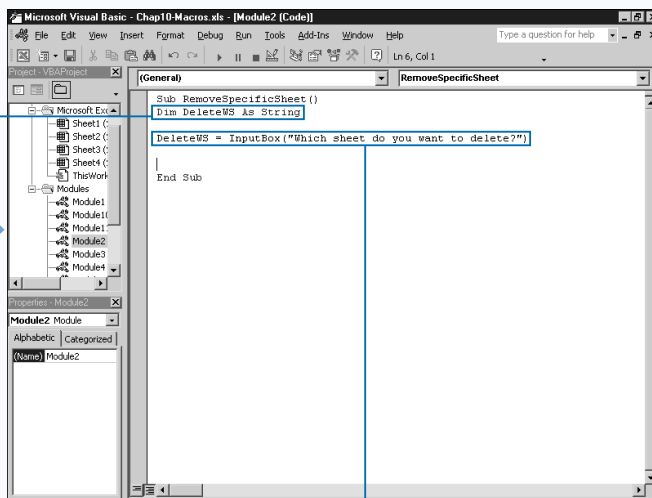 Microsoft Visual Basic - Chap10-Macros.xls - [Module2 (Code)]
File Edit View Insert Format Debug Run Tools Add-Ins Window Help
Type a question for help
Ln 6, Col 1
Project - VBAProject
(General)
RemoveSpecificSheet
Microsoft Exc
Sheet1 (
Sheet2 (
Sheet3 (
Sheet4 (
ThisWork
Modules
Module1
Module10
Module1
Module2
Module3
Module4
Sub RemoveSpecificSheet()
Dim DeleteWS As String
DeleteWS = InputBox("Which sheet do you want to delete?")
End Sub
Properties - Module2
Module2 Module
Alphabetic Categorized
(Name) Module2